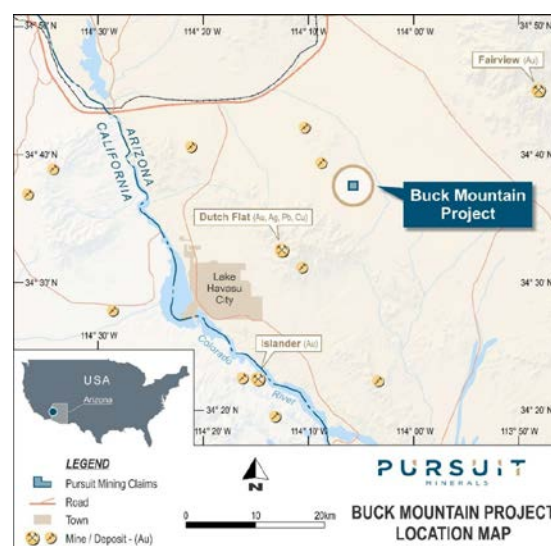 34° 50' N
114° 20' W
114° 10' W
114° 00' W
34° 50' N
Fairview (Au)
34° 40' N
ARIZONA
CALIFORNIA
34° 40' N
Buck Mountain
Project
Dutch Flat (Au, Ag, Pb, Cu)
34° 30' N
Lake
Havasu
City
34° 30' N
114° 30' W
Colorado
River
Islander (Au)
USA
Arizona
34° 20' N
34° 20' N
114° 20' W
114° 10' W
114° 00' W
113° 50' W
LEGEND
Pursuit Mining Claims
Road
Town
Mine / Deposit - (Au)
N
0
10
20km
PURSUIT
MINERALS
BUCK MOUNTAIN PROJECT
LOCATION MAP